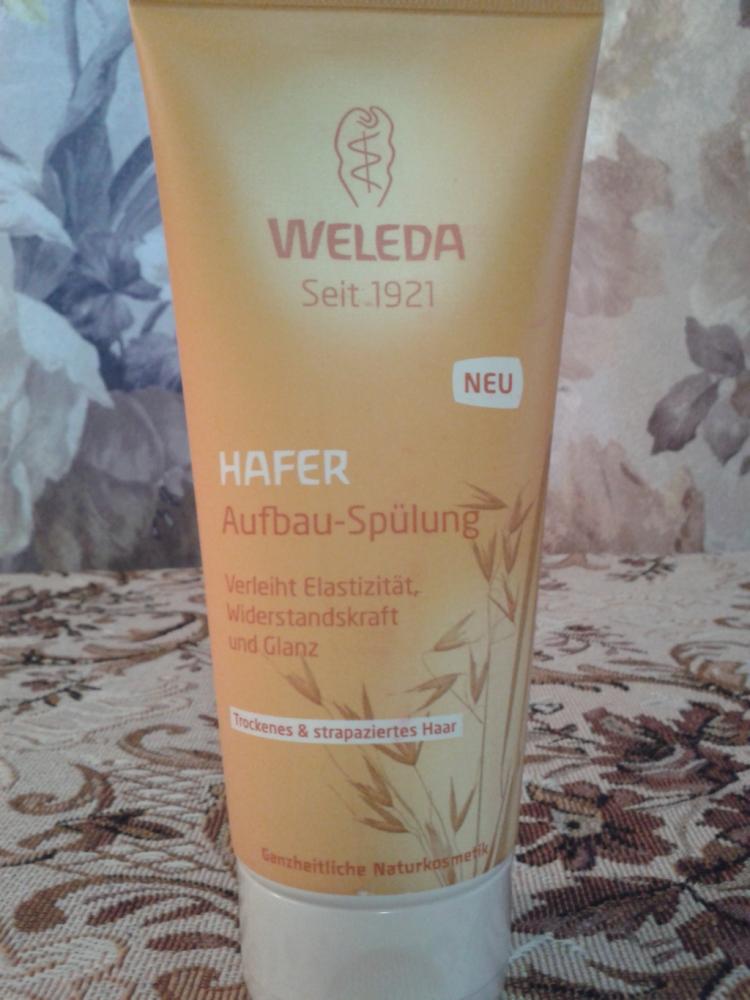 WELEDA
Seit 1921
NEU
HAFER
Aufbau-Spülung
Verleiht Elastizität,
Widerstandskraft
und Glanz
Trockenes & strapaziertes Haar
Ganzheitliche Naturkosmetik